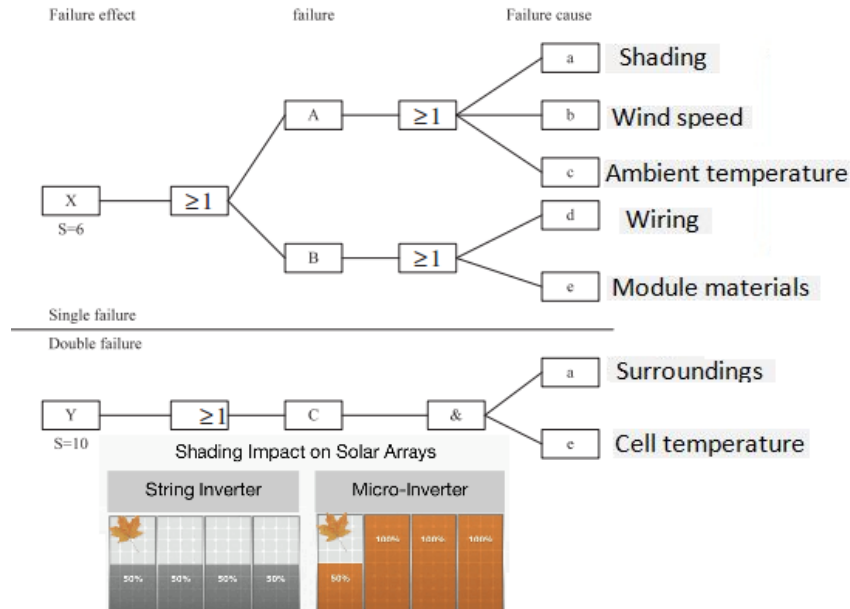 Failure effect failure Failure cause
a Shading
A ≥1 b Wind speed
c Ambient temperature
X ≥1
S=6
d Wiring
B ≥1
e Module materials
Single failure
Double failure
a Surroundings
Y ≥1 C &
S=10
e Cell temperature
Shading Impact on Solar Arrays
String Inverter Micro-Inverter
100% 100% 100%
50% 50% 50% 50% 50%